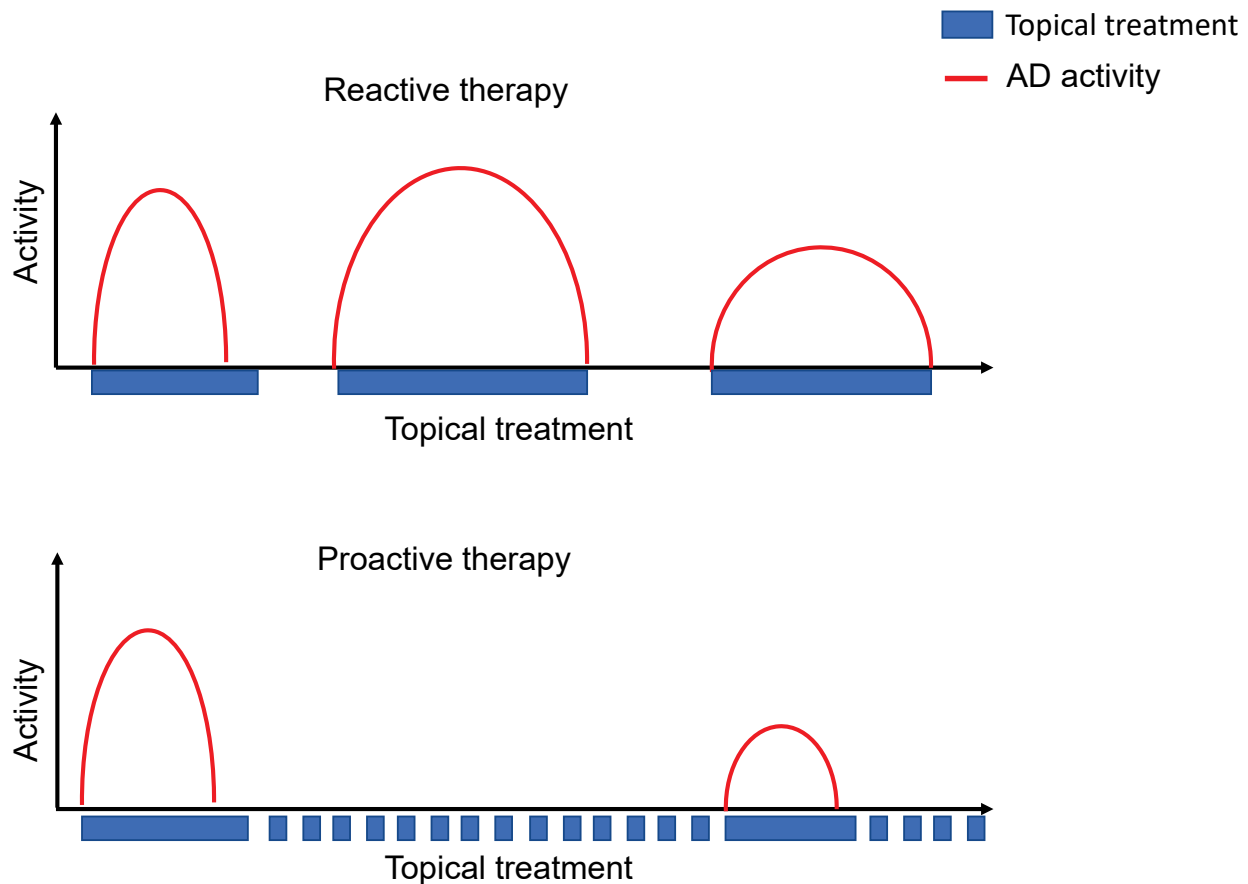 Topical treatment
AD activity
Reactive therapy
Activity
Topical treatment
Proactive therapy
Activity
Topical treatment